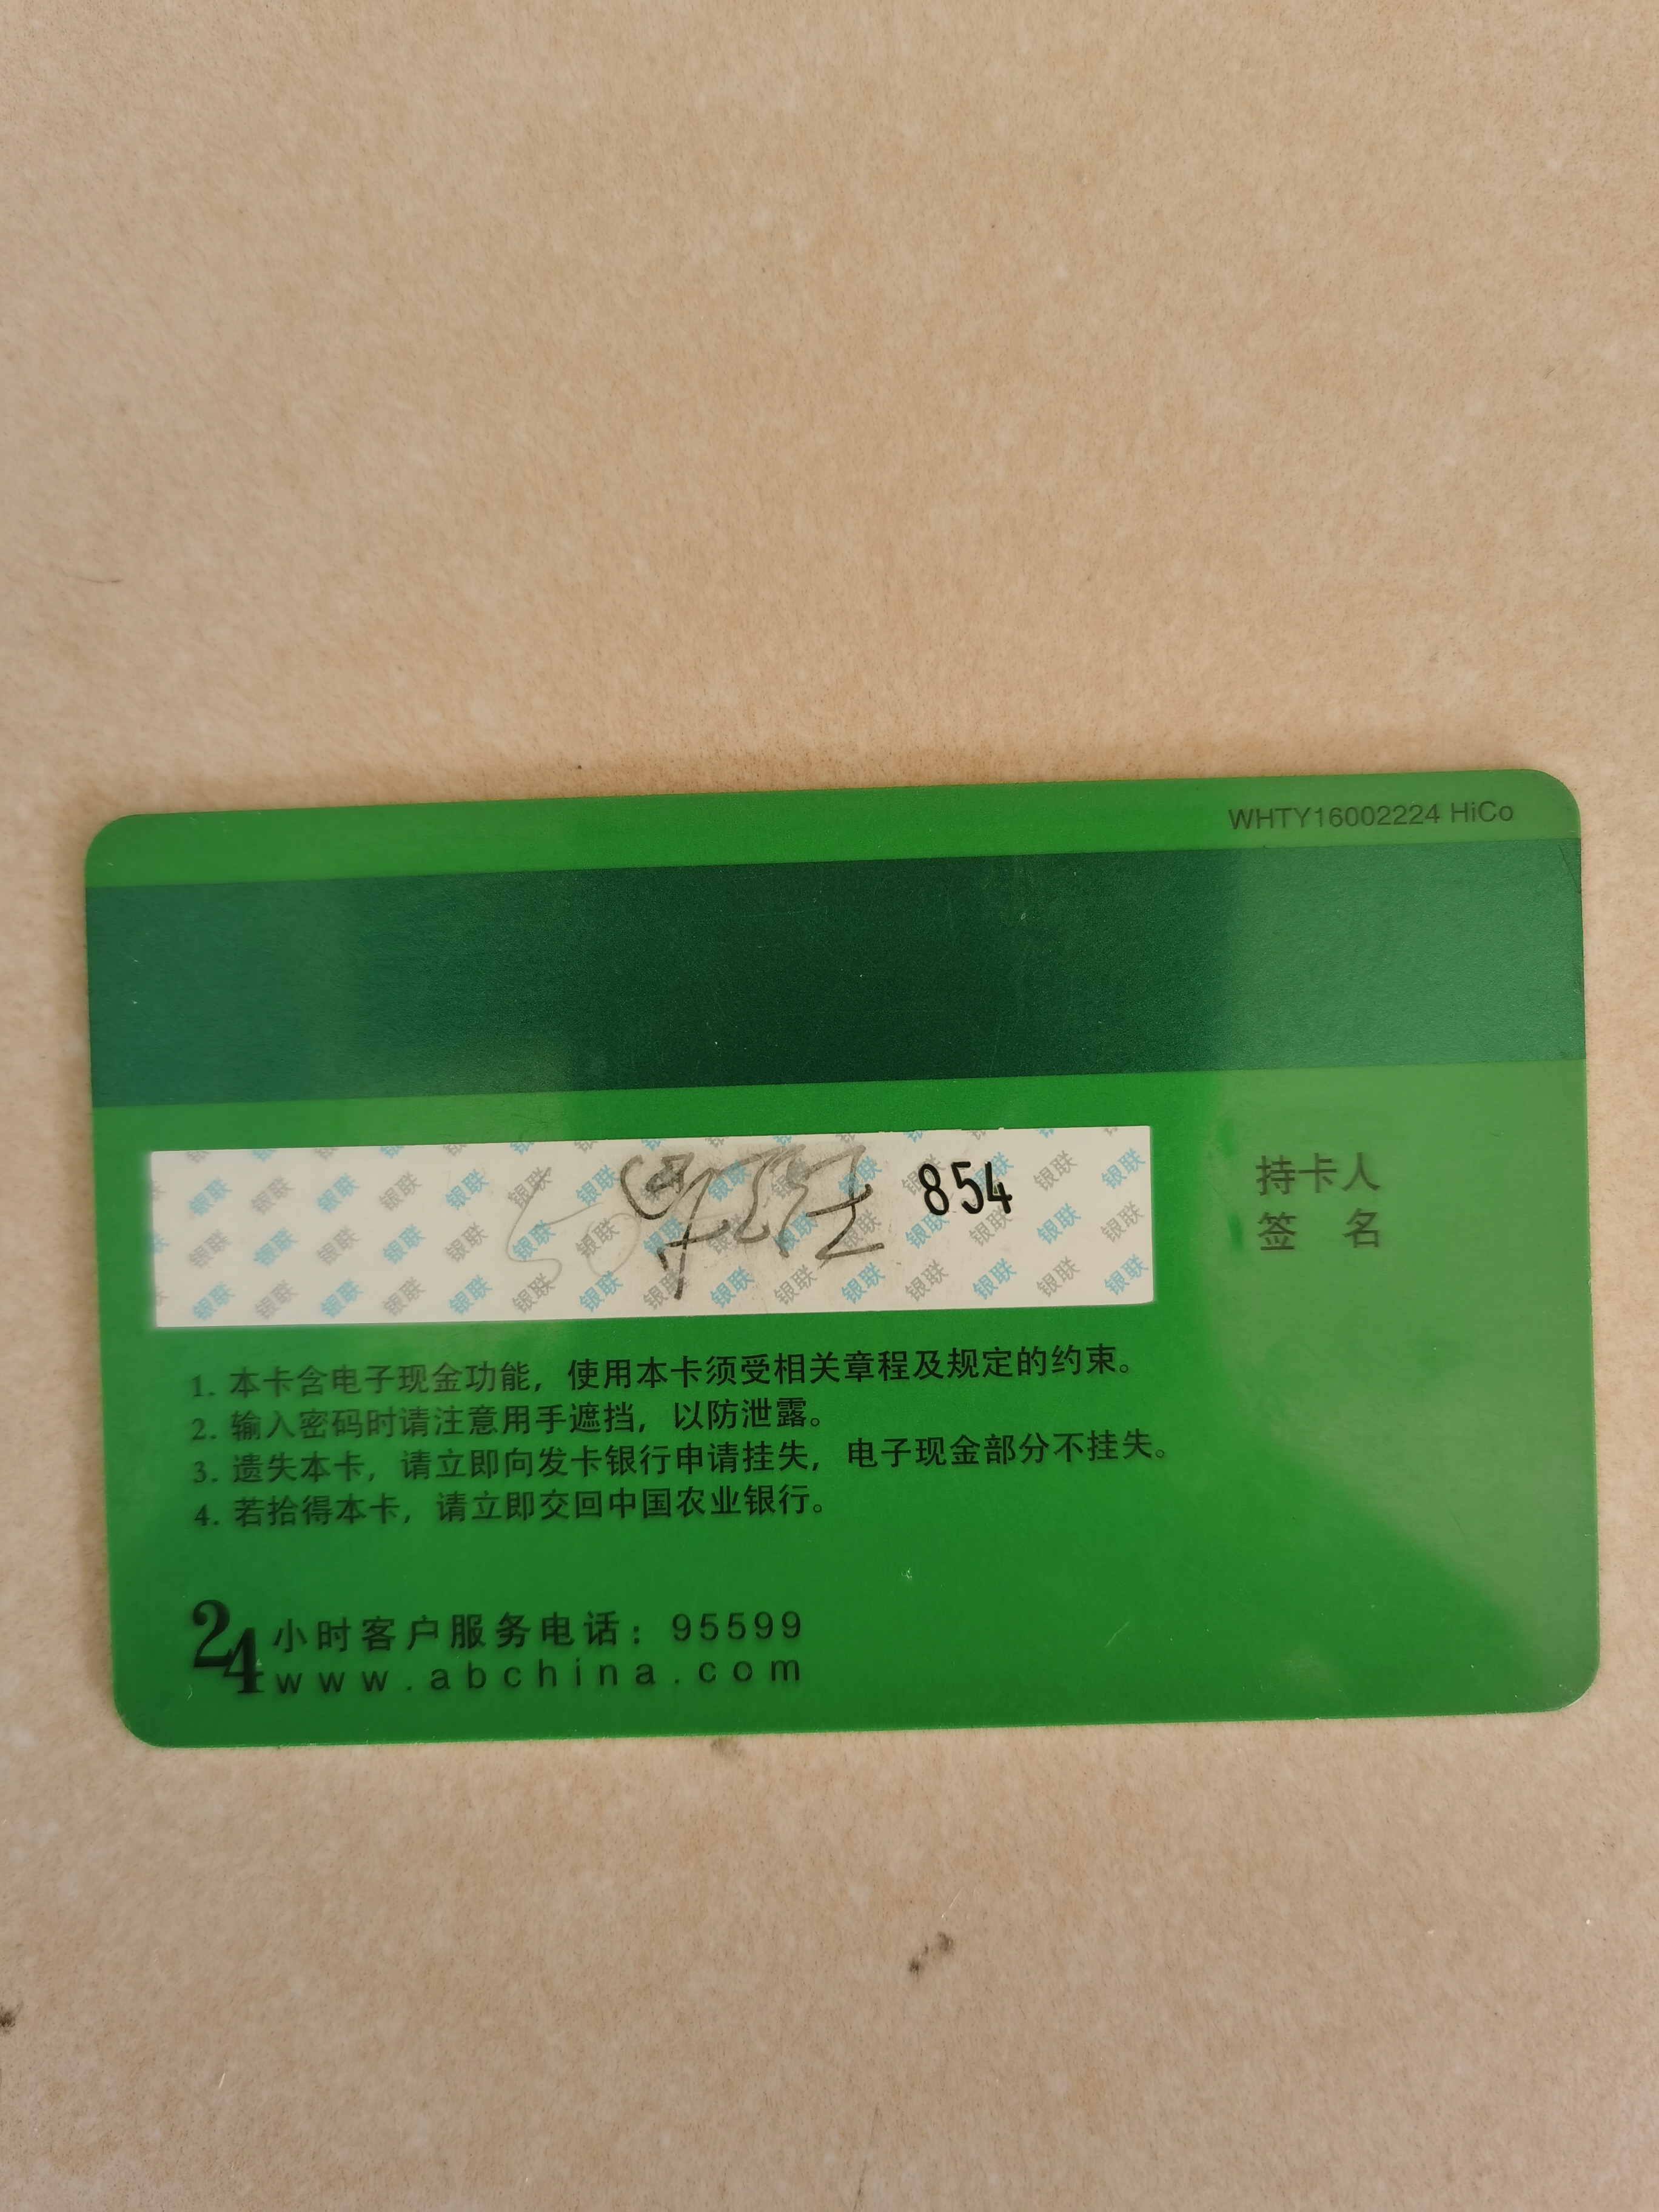 WHTY16002224 HiCo
银联
854
持卡人
签 名
1. 本卡含电子现金功能，使用本卡须受相关章程及规定的约束。
2. 输入密码时请注意用手遮挡，以防泄露。
3. 遗失本卡，请立即向发卡银行申请挂失，电子现金部分不挂失。
4. 若拾得本卡，请立即交回中国农业银行。
24小时客户服务电话：95599
www.abchina.com